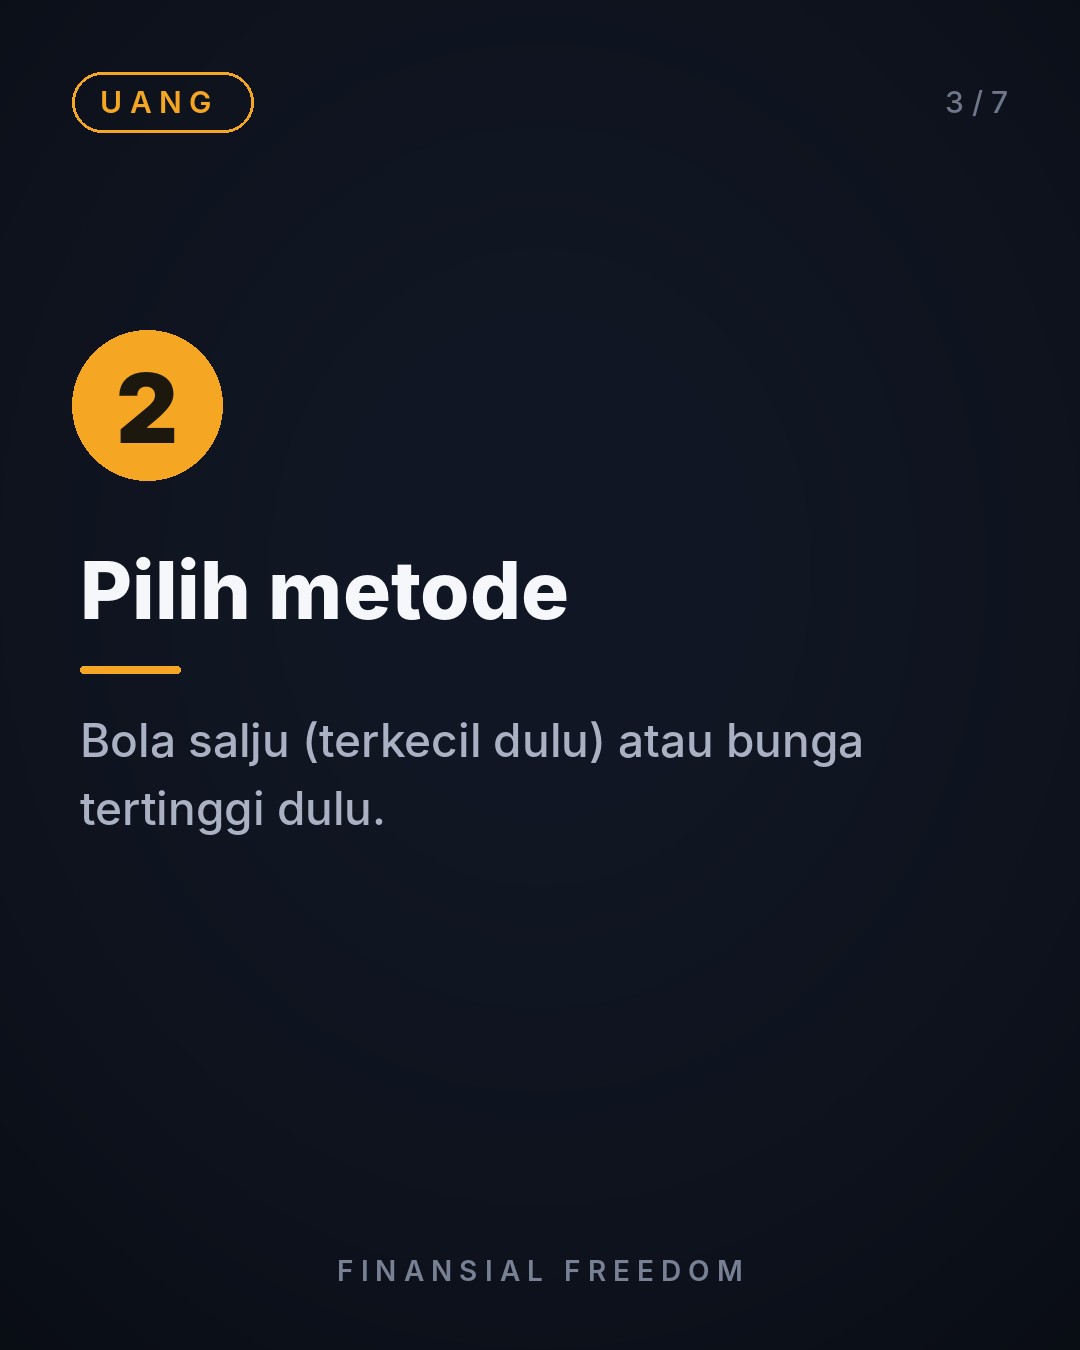 UANG
3 / 7
2
Pilih metode
Bola salju (terkecil dulu) atau bunga
tertinggi dulu.
FINANSIAL FREEDOM